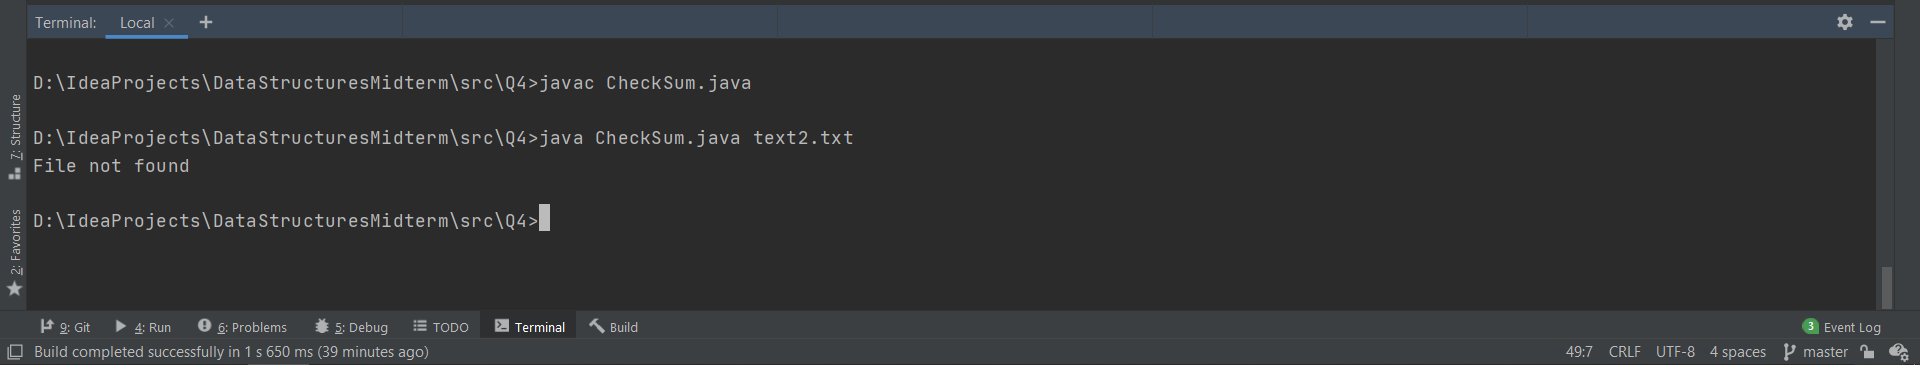 Terminal: Local × +
D:\IdeaProjects\DataStructuresMidterm\src\Q4>javac CheckSum.java
D:\IdeaProjects\DataStructuresMidterm\src\Q4>java CheckSum.java text2.txt
File not found
D:\IdeaProjects\DataStructuresMidterm\src\Q4>
7: Structure
2: Favorites
9: Git 4: Run 6: Problems 5: Debug TODO Terminal Build 3 Event Log
Build completed successfully in 1 s 650 ms (39 minutes ago) 49:7 CRLF UTF-8 4 spaces master